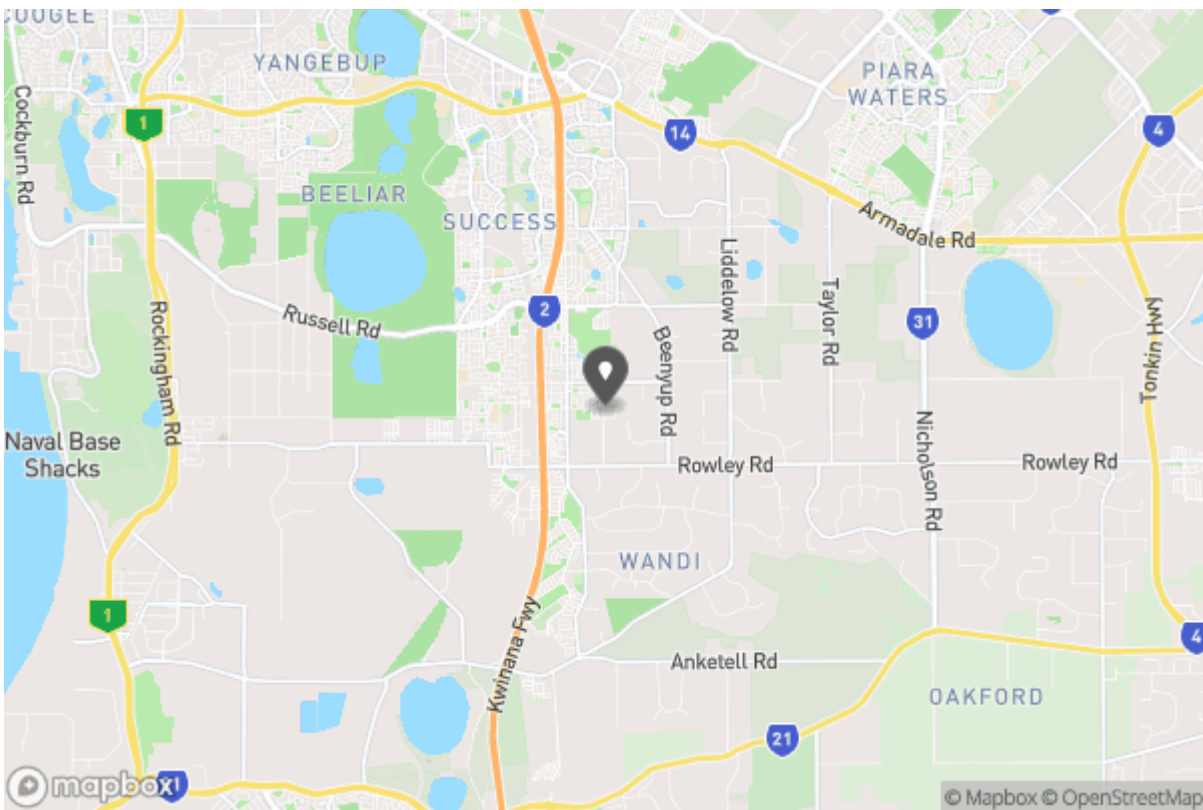 COOGEE
YANGEBUP
PIARA
WATERS
1
14
4
Cockburn Rd
BEELIAR
SUCCESS
Armadale Rd
Liddelow Rd
Taylor Rd
Russell Rd
2
31
Tonkin Hwy
Rockingham Rd
Beenyup Rd
Nicholson Rd
Naval Base
Shacks
Rowley Rd
Rowley Rd
WANDI
1
Kwinana Fwy
4
Anketell Rd
OAKFORD
21
mapbox
© Mapbox © OpenStreetMap